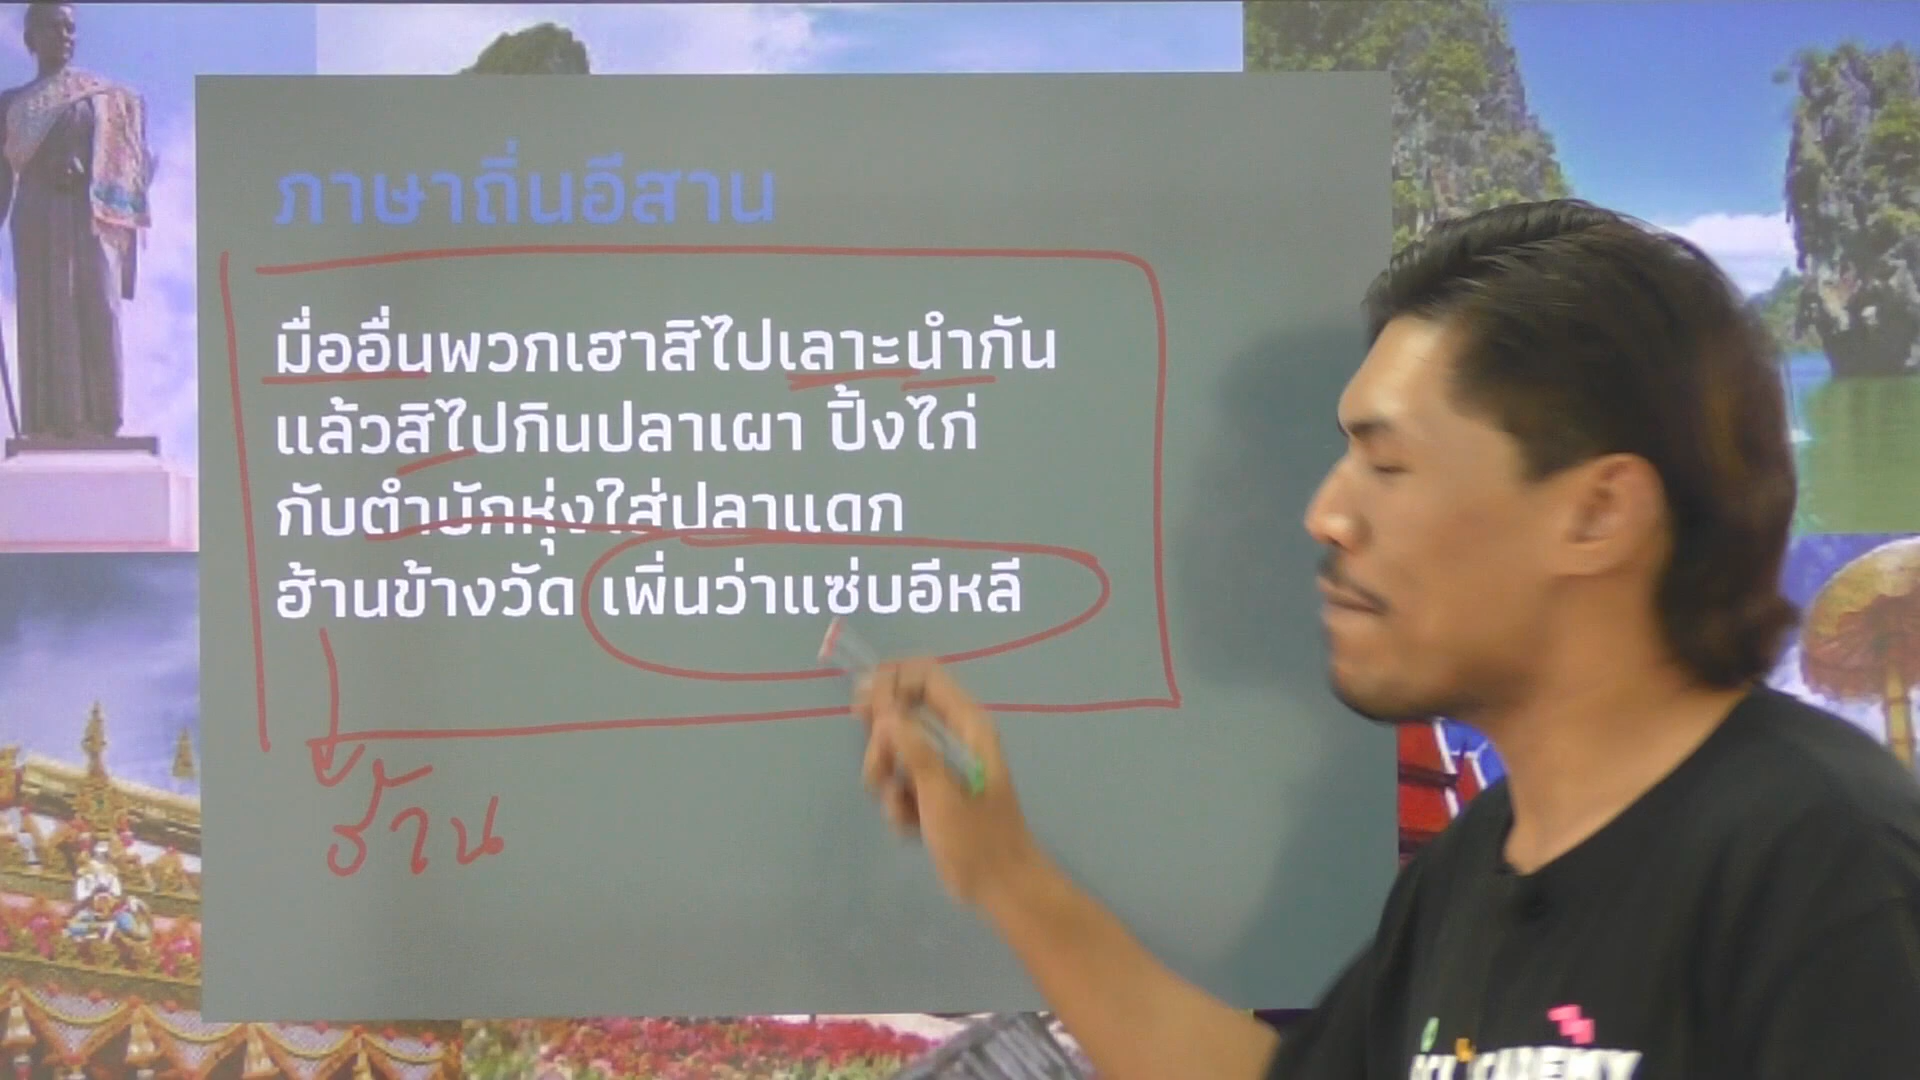 ภาษาถิ่นอีสาน
มื่ออื่นพวกเฮาสิไปเลาะนำกัน
แล้วสิไปกินปลาเผา ปิ้งไก่
กับตำบักหุ่งใส่ปลาแดก
ฮ้านข้างวัด เพิ่นว่าแซ่บอีหลี
ร้าน